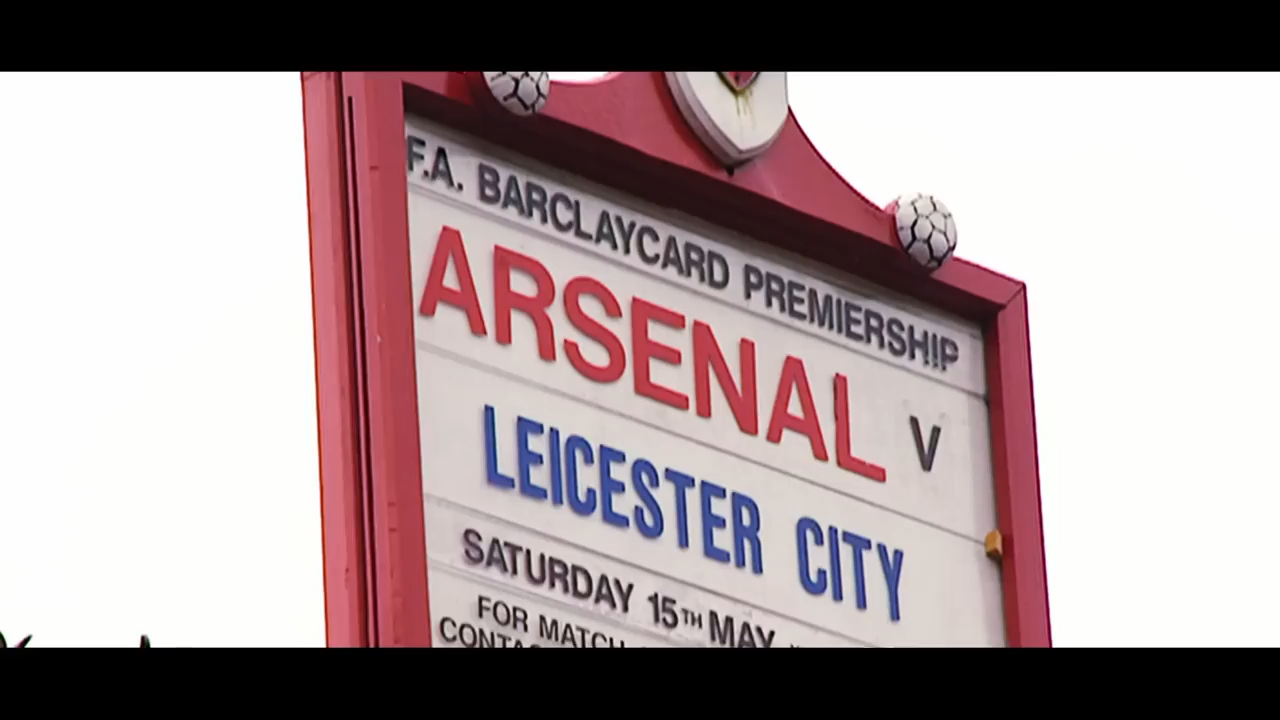 F.A. BARCLAYCARD PREMIERSHIP
ARSENAL V
LEICESTER CITY
SATURDAY 15TH MAY
FOR MATCH